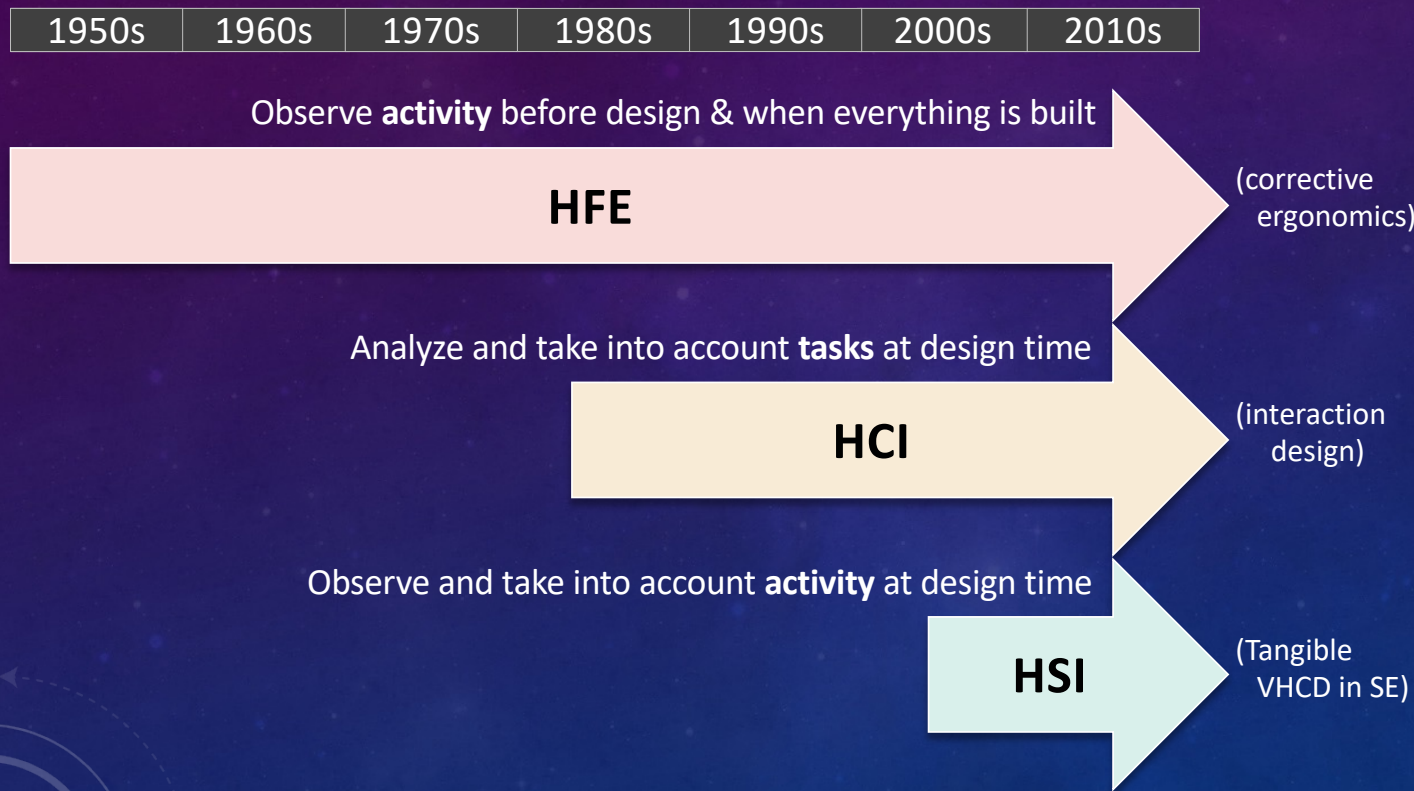 1950s 1960s 1970s 1980s 1990s 2000s 2010s
Observe activity before design & when everything is built
HFE
(corrective
ergonomics)
Analyze and take into account tasks at design time
HCI
(interaction
design)
Observe and take into account activity at design time
HSI
(Tangible
VHCD in SE)